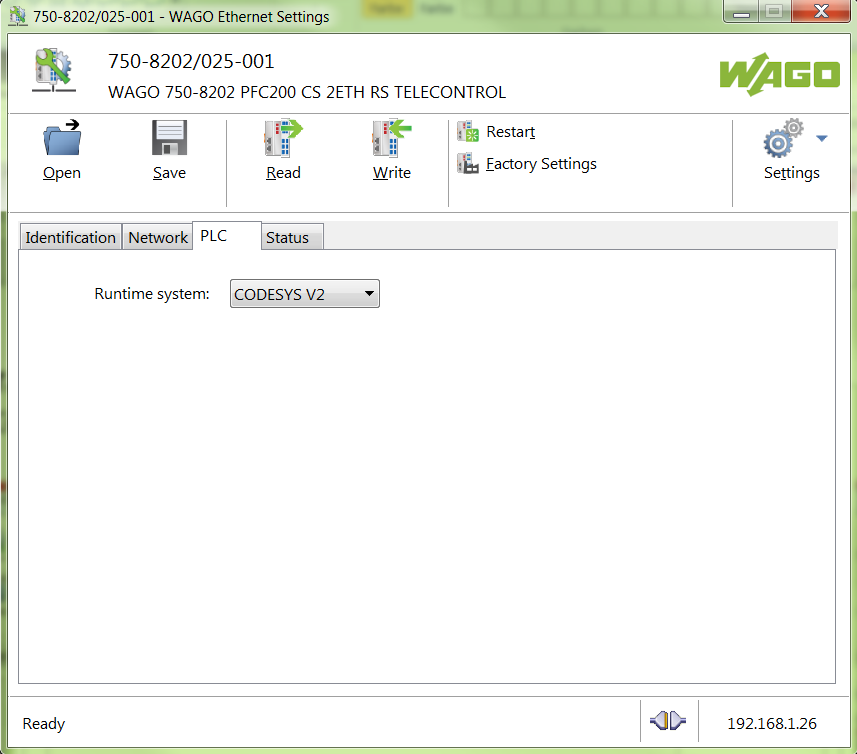 750-8202/025-001 - WAGO Ethernet Settings
750-8202/025-001
WAGO 750-8202 PFC200 CS 2ETH RS TELECONTROL
WAGO
Open
Save
Read
Write
Restart
Factory Settings
Settings
Identification
Network
PLC
Status
Runtime system:
CODESYS V2
Ready
192.168.1.26